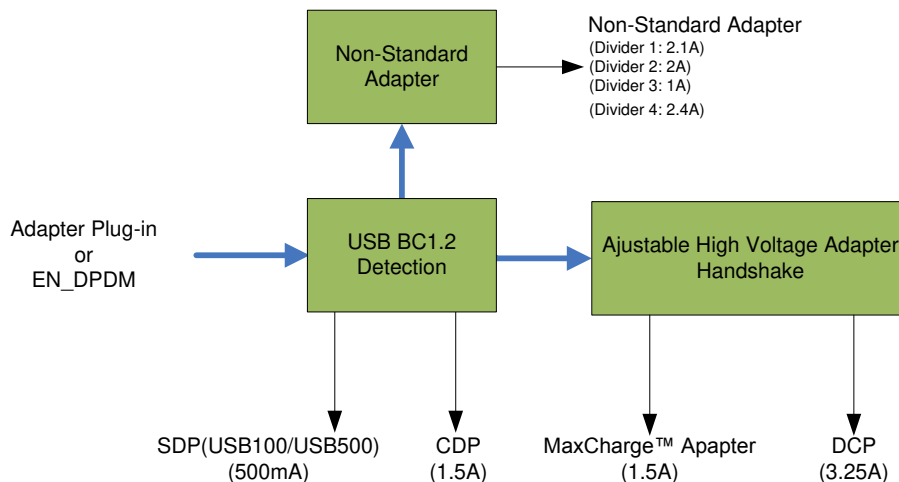 Non-Standard
Adapter
Non-Standard Adapter
(Divider 1: 2.1A)
(Divider 2: 2A)
(Divider 3: 1A)
(Divider 4: 2.4A)
Adapter Plug-in
or
EN_DPDM
USB BC1.2
Detection
Ajustable High Voltage Adapter
Handshake
SDP(USB100/USB500)
(500mA)
CDP
(1.5A)
MaxCharge™ Apapter
(1.5A)
DCP
(3.25A)